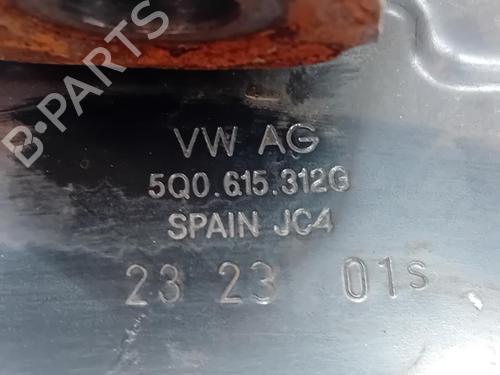 B-PARTS
VW AG
5Q0.615.312G
SPAIN JC4
23 23 01s